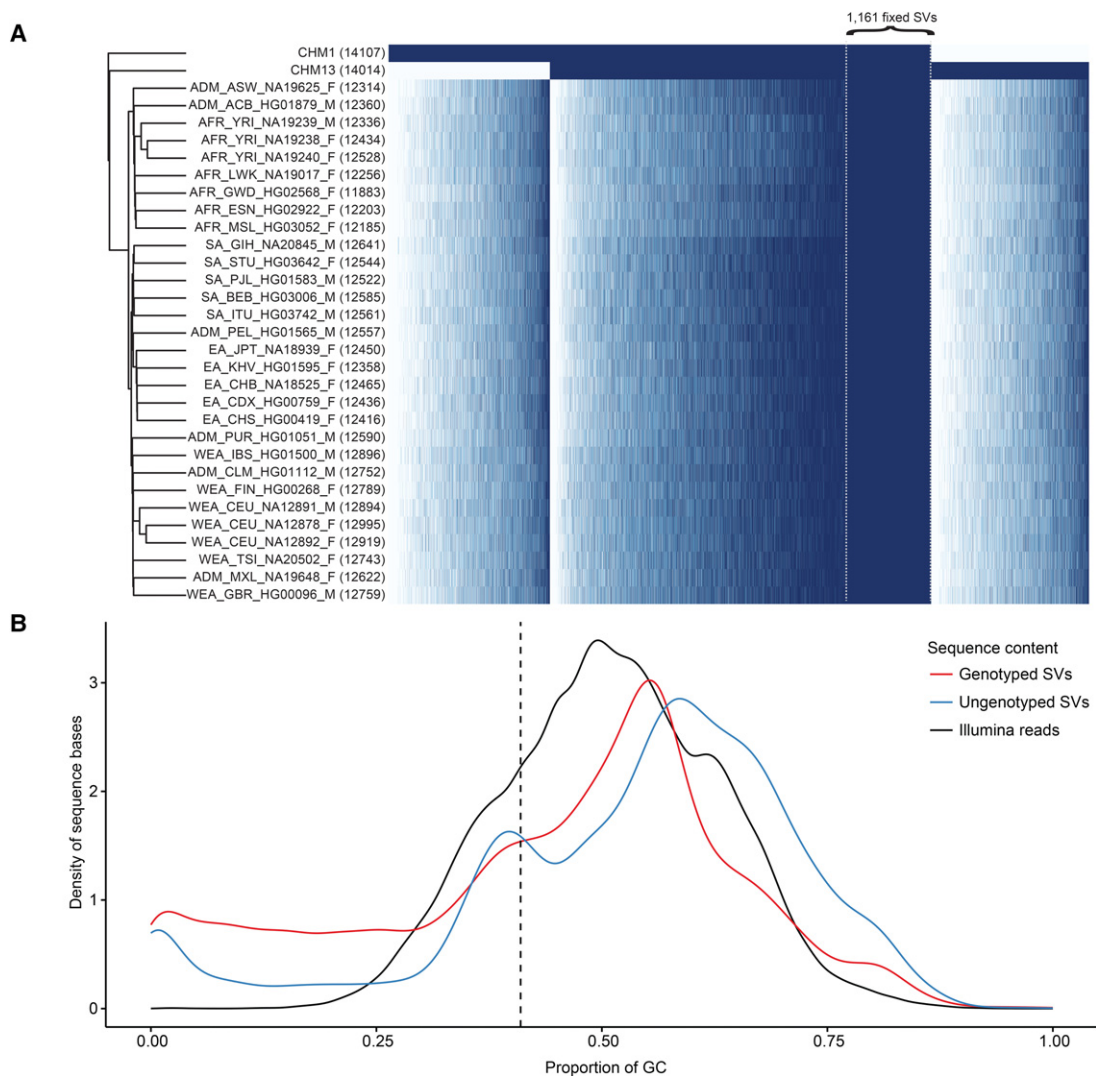 A
1,161 fixed SVs
CHM1 (14107)
CHM13 (14014)
ADM_ASW_NA19625_F (12314)
ADM_ACB_HG01879_M (12360)
AFR_YRI_NA19239_M (12336)
AFR_YRI_NA19238_F (12434)
AFR_YRI_NA19240_F (12528)
AFR_LWK_NA19017_F (12256)
AFR_GWD_HG02568_F (11883)
AFR_ESN_HG02922_F (12203)
AFR_MSL_HG03052_F (12185)
SA_GIH_NA20845_M (12641)
SA_STU_HG03642_F (12544)
SA_PJL_HG01583_M (12522)
SA_BEB_HG03006_M (12585)
SA_ITU_HG03742_M (12561)
ADM_PEL_HG01565_M (12557)
EA_JPT_NA18939_F (12450)
EA_KHV_HG01595_F (12358)
EA_CHB_NA18525_F (12465)
EA_CDX_HG00759_F (12436)
EA_CHS_HG00419_F (12416)
ADM_PUR_HG01051_M (12590)
WEA_IBS_HG01500_M (12896)
ADM_CLM_HG01112_M (12752)
WEA_FIN_HG00268_F (12789)
WEA_CEU_NA12891_M (12894)
WEA_CEU_NA12878_F (12995)
WEA_CEU_NA12892_F (12919)
WEA_TSI_NA20502_F (12743)
ADM_MXL_NA19648_F (12622)
WEA_GBR_HG00096_M (12759)
B
Density of sequence bases
3
2
1
0
Sequence content
Genotyped SVs
Ungenotyped SVs
Illumina reads
0.00
0.25
0.50
0.75
1.00
Proportion of GC